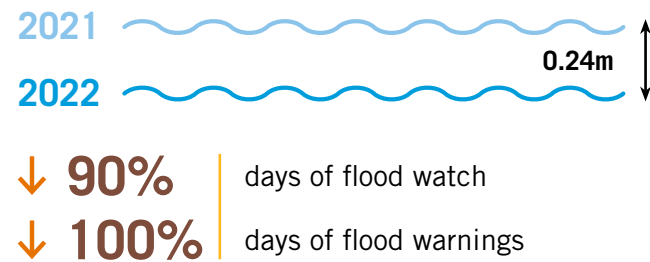 2021
0.24m
2022
↓ 90% days of flood watch
↓ 100% days of flood warnings